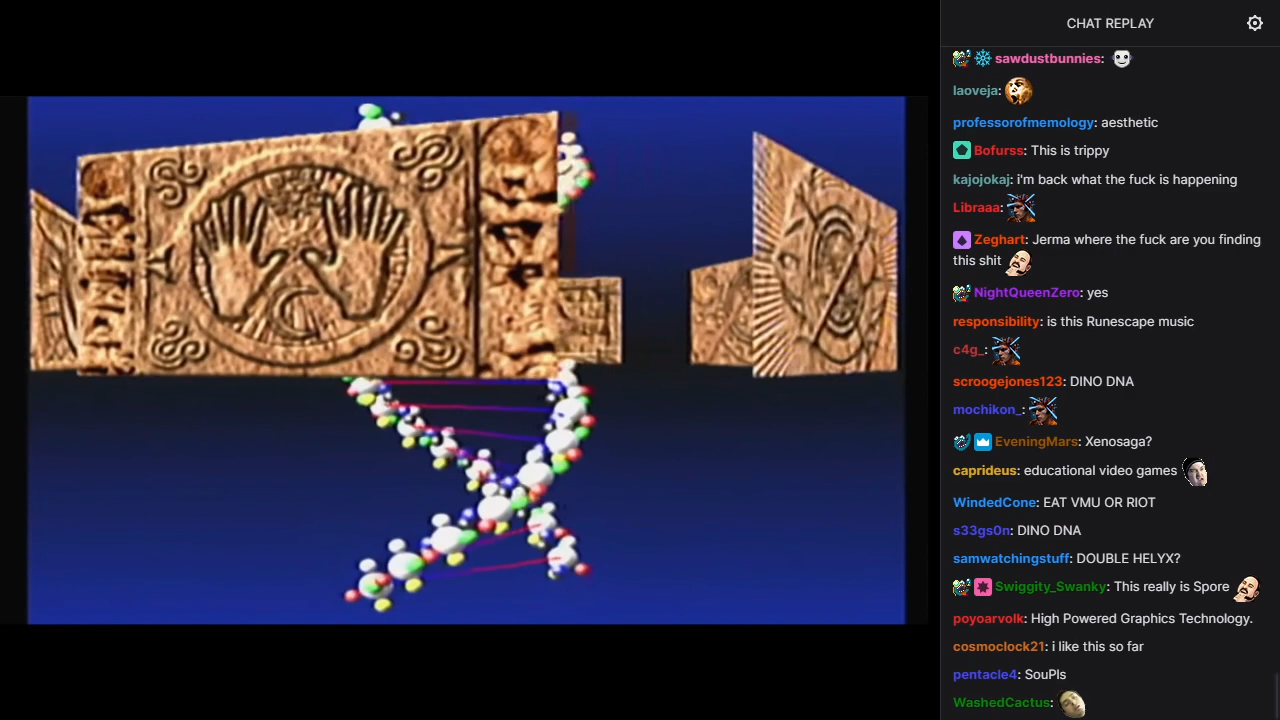 CHAT REPLAY
sawdustbunnies:
laoveja:
professorofmemology: aesthetic
Bofurss: This is trippy
kajojokaj: i'm back what the fuck is happening
Libraaa:
Zeghart: Jerma where the fuck are you finding
this shit
NightQueenZero: yes
responsibility: is this Runescape music
c4g_:
scroogejones123: DINO DNA
mochikon_:
EveningMars: Xenosaga?
caprideus: educational video games
WindedCone: EAT VMU OR RIOT
s33gs0n: DINO DNA
samwatchingstuff: DOUBLE HELYX?
Swiggity_Swanky: This really is Spore
poyoarvolk: High Powered Graphics Technology.
cosmoclock21: i like this so far
pentacle4: SouPls
WashedCactus: